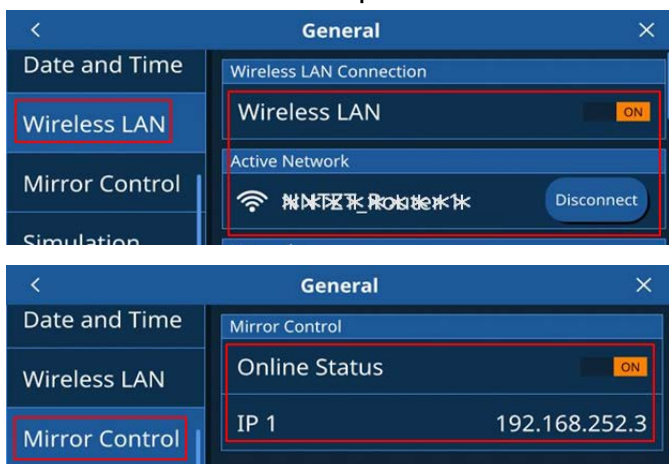 General
Date and Time
Wireless LAN Connection
Wireless LAN
Wireless LAN
ON
Active Network
Mirror Control
Disconnect
Simulation
General
Date and Time
Mirror Control
Online Status
ON
Wireless LAN
IP 1
192.168.252.3
Mirror Control